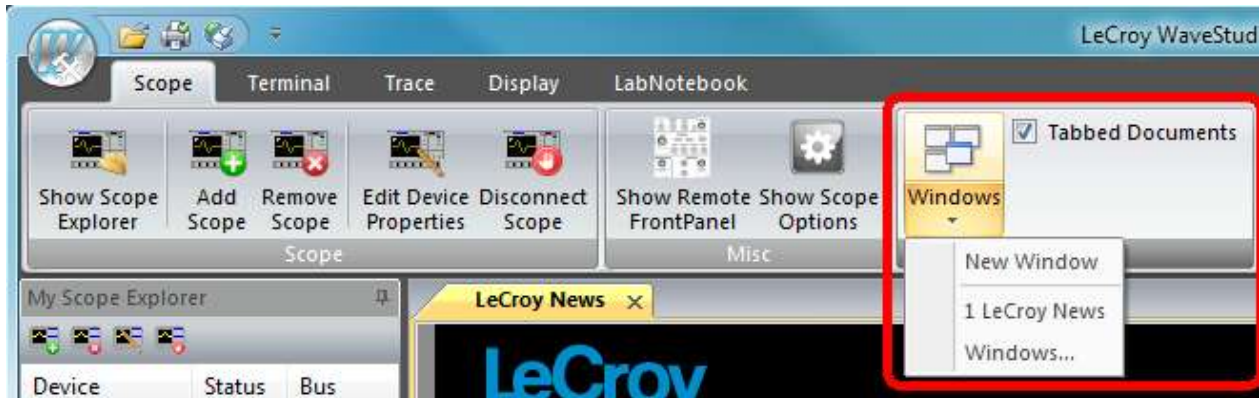 LeCroy WaveStud
Scope Terminal Trace Display LabNotebook
Show Scope Explorer
Add Scope
Remove Scope
Edit Device Properties
Disconnect Scope
Scope
Show Remote FrontPanel
Show Scope Options
Misc
Windows
Tabbed Documents
New Window
1 LeCroy News
Windows...
My Scope Explorer
Device Status Bus
LeCroy News
LeCroy